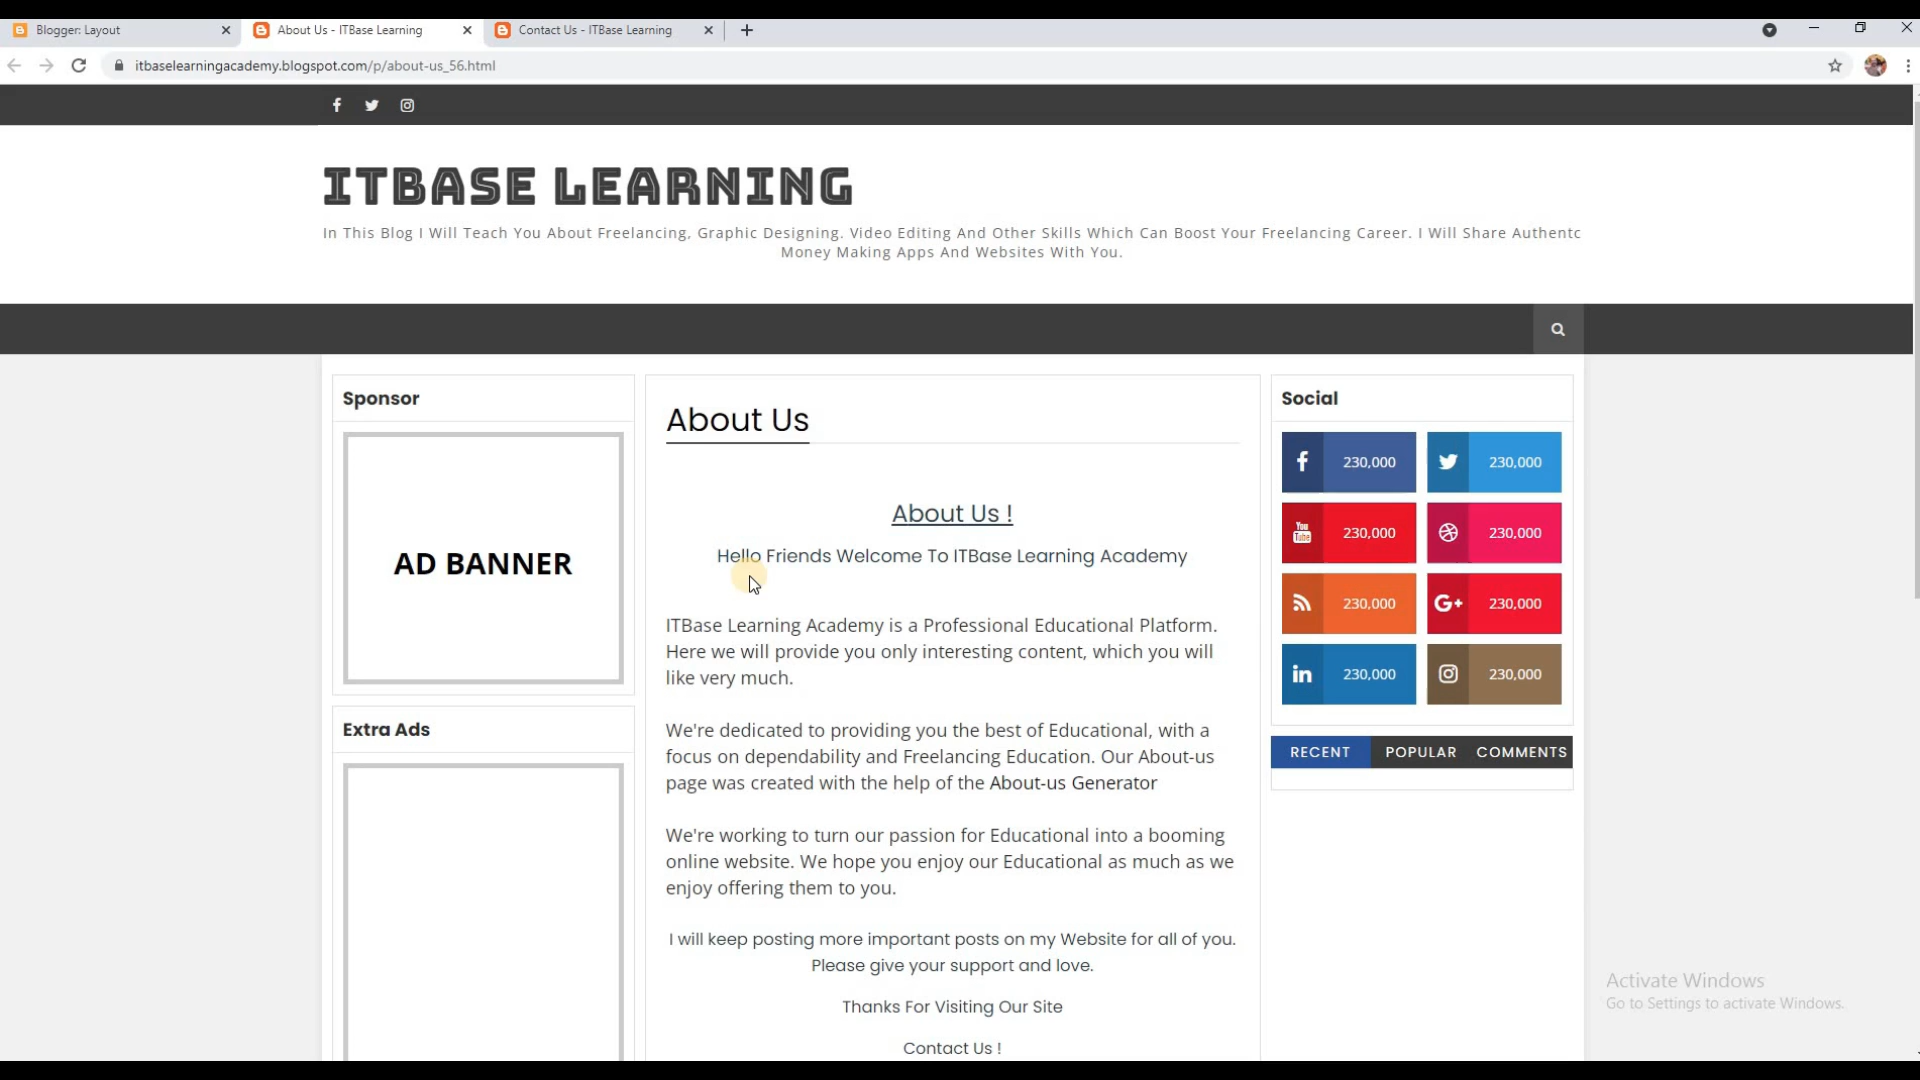 Blogger: Layout
About Us - ITBase Learning
Contact Us - ITBase Learning
itbaselearningacademy.blogspot.com/p/about-us_56.html
ITBASE LEARNING
In This Blog I Will Teach You About Freelancing, Graphic Designing. Video Editing And Other Skills Which Can Boost Your Freelancing Career. I Will Share Authentc
Money Making Apps And Websites With You.
Sponsor
AD BANNER
Extra Ads
About Us
About Us !
Hello Friends Welcome To ITBase Learning Academy
ITBase Learning Academy is a Professional Educational Platform.
Here we will provide you only interesting content, which you will
like very much.
We're dedicated to providing you the best of Educational, with a
focus on dependability and Freelancing Education. Our About-us
page was created with the help of the About-us Generator
We're working to turn our passion for Educational into a booming
online website. We hope you enjoy our Educational as much as we
enjoy offering them to you.
I will keep posting more important posts on my Website for all of you.
Please give your support and love.
Thanks For Visiting Our Site
Contact Us !
Social
230,000 230,000
You Tube 230,000 230,000
230,000 G+ 230,000
in 230,000 230,000
RECENT POPULAR COMMENTS
Activate Windows
Go to Settings to activate Windows.